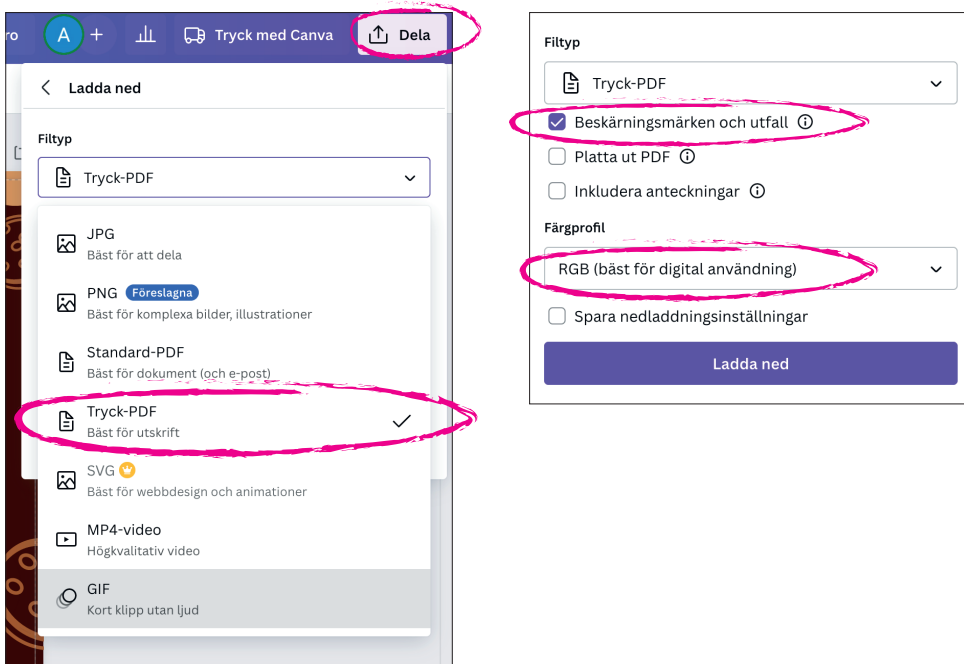 ro
A
+
Tryck med Canva
Dela
Ladda ned
Filtyp
Tryck-PDF
JPG
Bäst för att dela
PNG Föreslagna
Bäst för komplexa bilder, illustrationer
Standard-PDF
Bäst för dokument (och e-post)
Tryck-PDF
Bäst för utskrift
SVG
Bäst för webbdesign och animationer
MP4-video
Högkvalitativ video
GIF
Kort klipp utan ljud
Filtyp
Tryck-PDF
Beskärningsmärken och utfall
Platta ut PDF
Inkludera anteckningar
Färgprofil
RGB (bäst för digital användning)
Spara nedladdningsinställningar
Ladda ned